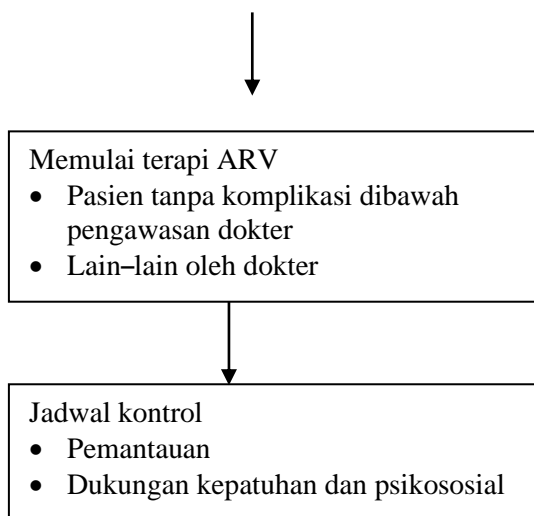 Memulai terapi ARV
• Pasien tanpa komplikasi dibawah
pengawasan dokter
• Lain–lain oleh dokter
Jadwal kontrol
• Pemantauan
• Dukungan kepatuhan dan psikososial